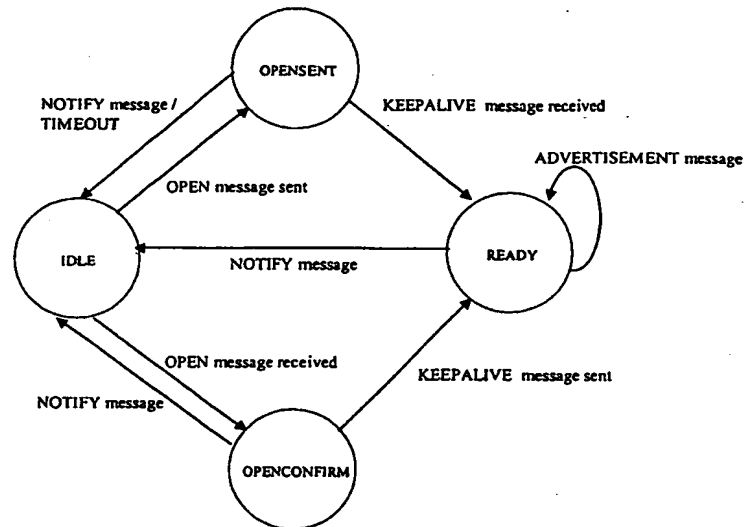 OPENSENT
NOTIFY message /
TIMEOUT
KEEPALIVE message received
ADVERTISEMENT message
OPEN message sent
IDLE
READY
NOTIFY message
OPEN message received
KEEPALIVE message sent
NOTIFY message
OPENCONFIRM